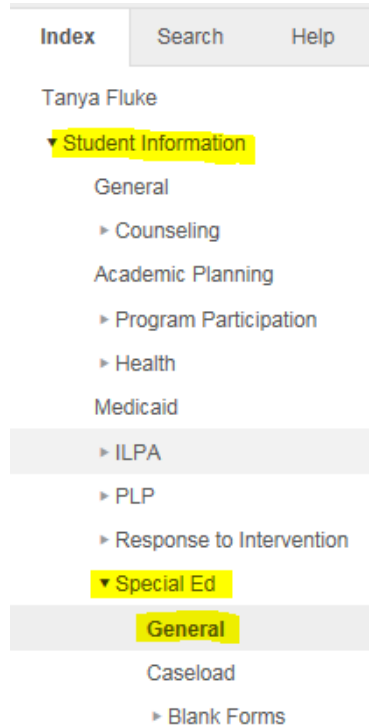 Index Search Help
Tanya Fluke
Student Information
General
Counseling
Academic Planning
Program Participation
Health
Medicaid
ILPA
PLP
Response to Intervention
Special Ed
General
Caseload
Blank Forms